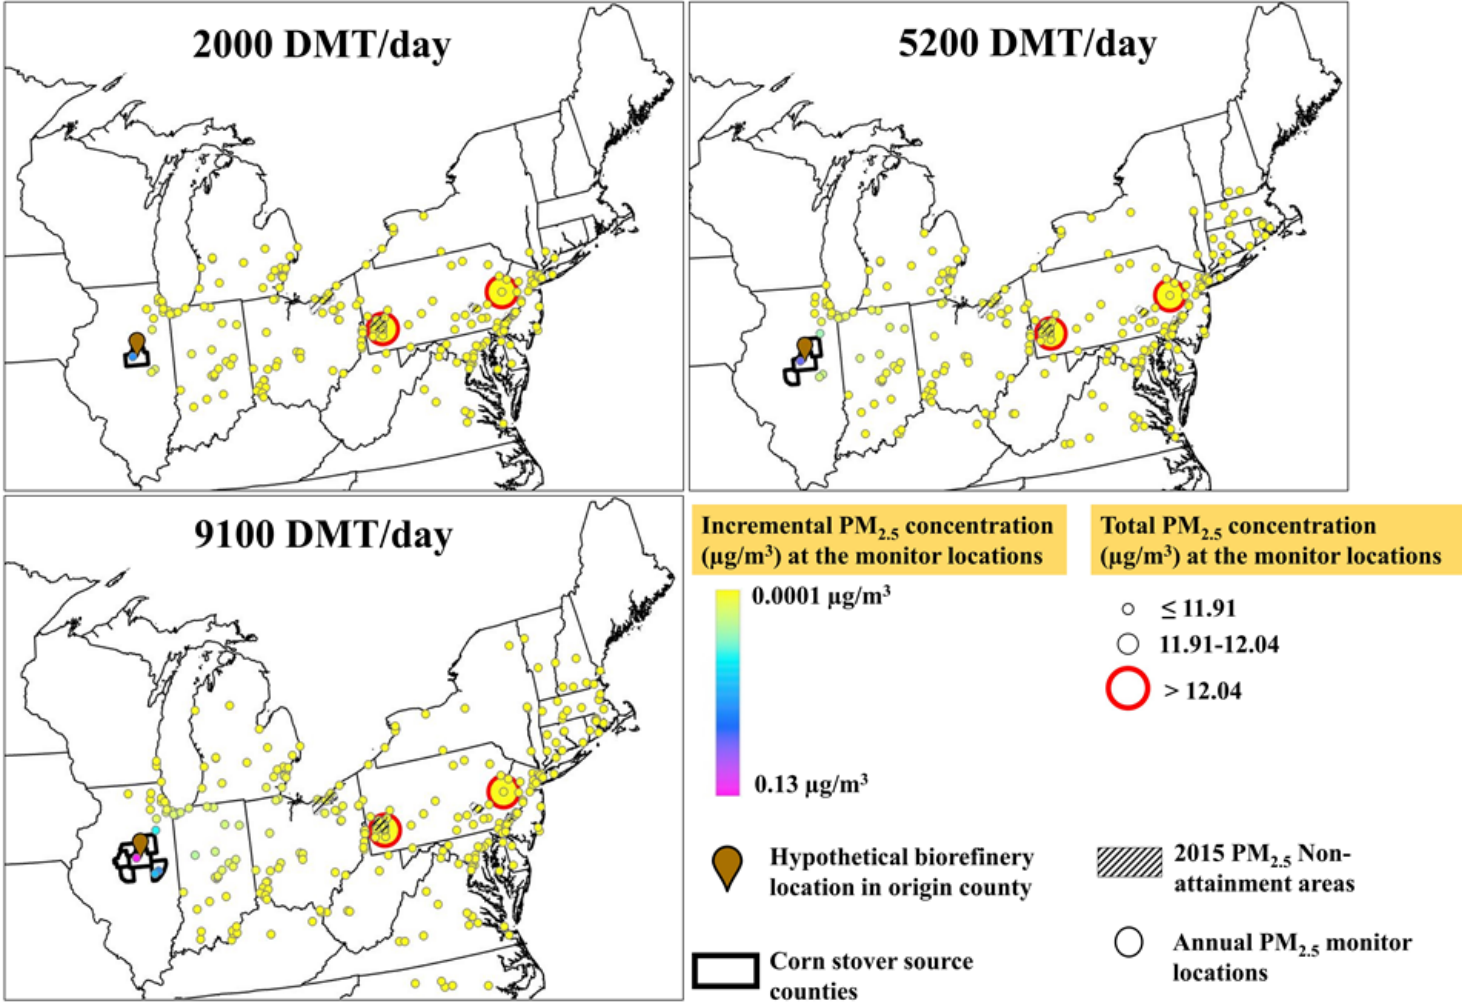 2000 DMT/day
5200 DMT/day
9100 DMT/day
Incremental PM2.5 concentration
(μg/m³) at the monitor locations
0.0001 μg/m³
0.13 μg/m³
Total PM2.5 concentration
(μg/m³) at the monitor locations
≤ 11.91
11.91-12.04
> 12.04
Hypothetical biorefinery
location in origin county
2015 PM2.5 Non-
attainment areas
Corn stover source
counties
Annual PM2.5 monitor
locations